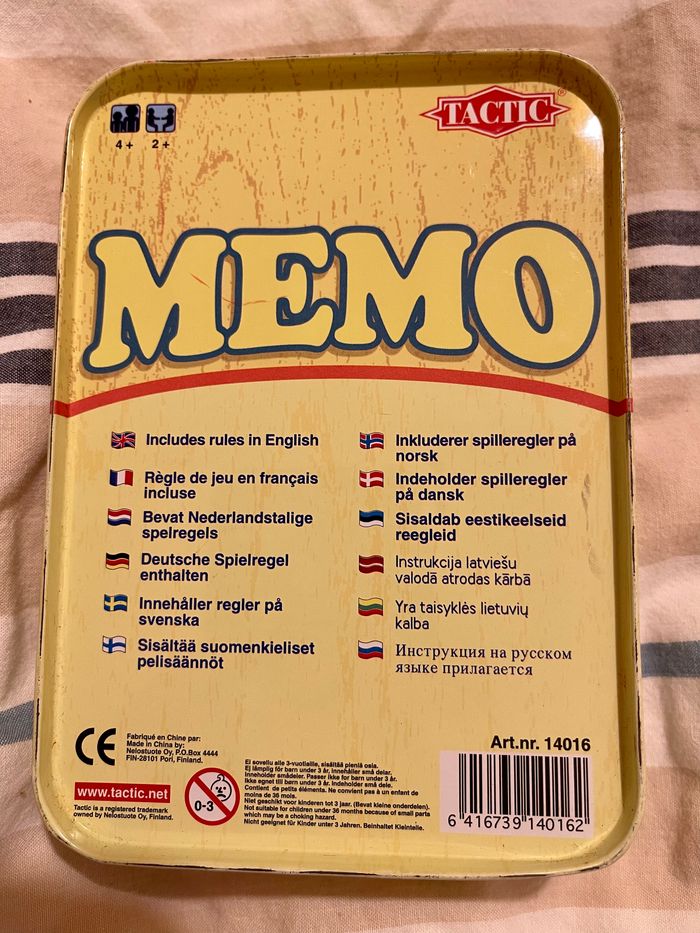 TACTIC®
4+ 2+
MEMO
Includes rules in English
Règle de jeu en français
incluse
Bevat Nederlandstalige
spelregels
Deutsche Spielregel
enthalten
Innehåller regler på
svenska
Sisältää suomenkieliset
pelisäännöt
Inkluderer spilleregler på
norsk
Indeholder spilleregler
på dansk
Sisaldab eestikeelseid
reegleid
Instrukcija latviešu
valodā atrodas kārbā
Yra taisyklės lietuvių
kalba
Инструкция на русском
языке прилагается
CE
Fabriqué en Chine par:
Made in China by:
Nelostuote Oy, P.O.Box 4444
FIN-28101 Pori, Finland.
www.tactic.net
Tactic is a registered trademark
owned by Nelostuote Oy, Finland
0-3
Ei sovellu alle 3-vuotiaille, sisältää pieniä osia.
Ej lämplig för barn under 3 år, innehåller små delar.
Inneholder smådeler. Passer ikke for barn under 3 år.
Ikke egnet til børn under 3 år. Indeholder små dele.
Contient de petits éléments. Ne convient pas à un enfant de
moins de 36 mois.
Niet geschikt voor kinderen tot 3 jaar. (Bevat kleine onderdelen).
Not suitable for children under 36 months because of small parts
which may be a choking hazard.
Nicht geeignet für Kinder unter 3 Jahren. Beinhaltet Kleinteile.
Art.nr. 14016
6 416739 140162